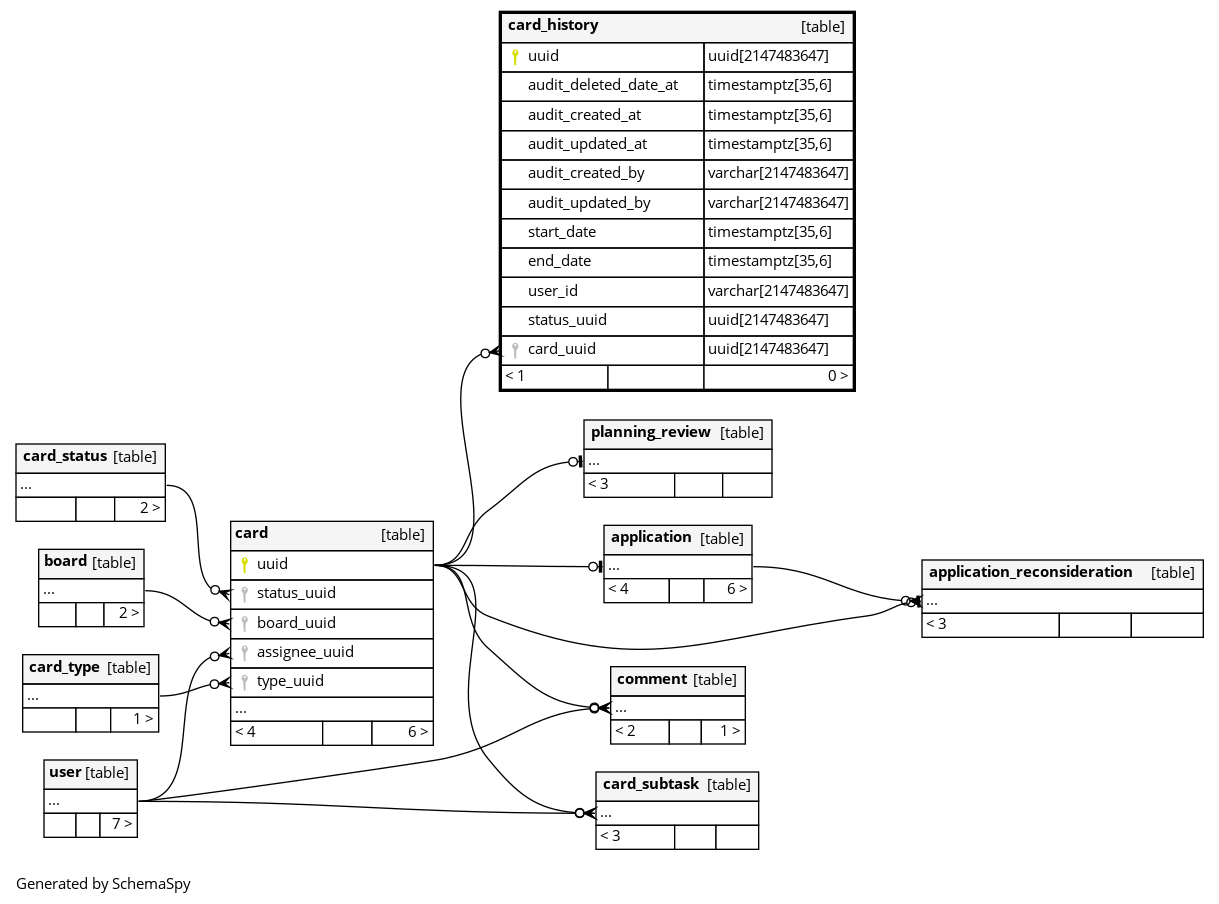 card_history [table]
uuid uuid[2147483647]
audit_deleted_date_at timestamptz[35,6]
audit_created_at timestamptz[35,6]
audit_updated_at timestamptz[35,6]
audit_created_by varchar[2147483647]
audit_updated_by varchar[2147483647]
start_date timestamptz[35,6]
end_date timestamptz[35,6]
user_id varchar[2147483647]
status_uuid uuid[2147483647]
card_uuid uuid[2147483647]
< 1 0 >
planning_review [table]
...
< 3
card_status [table]
...
2 >
card [table]
uuid
status_uuid
board_uuid
assignee_uuid
type_uuid
...
< 4 6 >
application [table]
...
< 4 6 >
board [table]
...
2 >
application_reconsideration [table]
...
< 3
card_type [table]
...
1 >
comment [table]
...
< 2 1 >
user [table]
...
7 >
card_subtask [table]
...
< 3
Generated by SchemaSpy